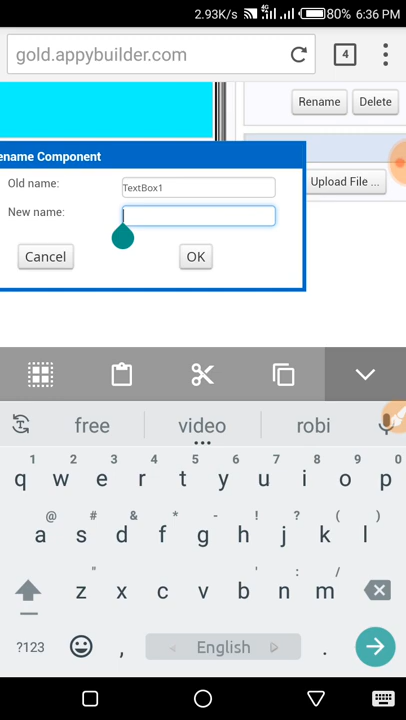 2.93K/s 4G 80% 6:36 PM
gold.appybuilder.com 4
Rename Delete
ename Component
Old name: TextBox1
Upload File ...
New name:
Cancel OK
free video robi
1 2 3 4 5 6 7 8 9 0
q w e r t y u i o p
@ # & * - ! ? ( )
a s d f g h j k l
" ' : /
z x c v b n m
?123 , English .